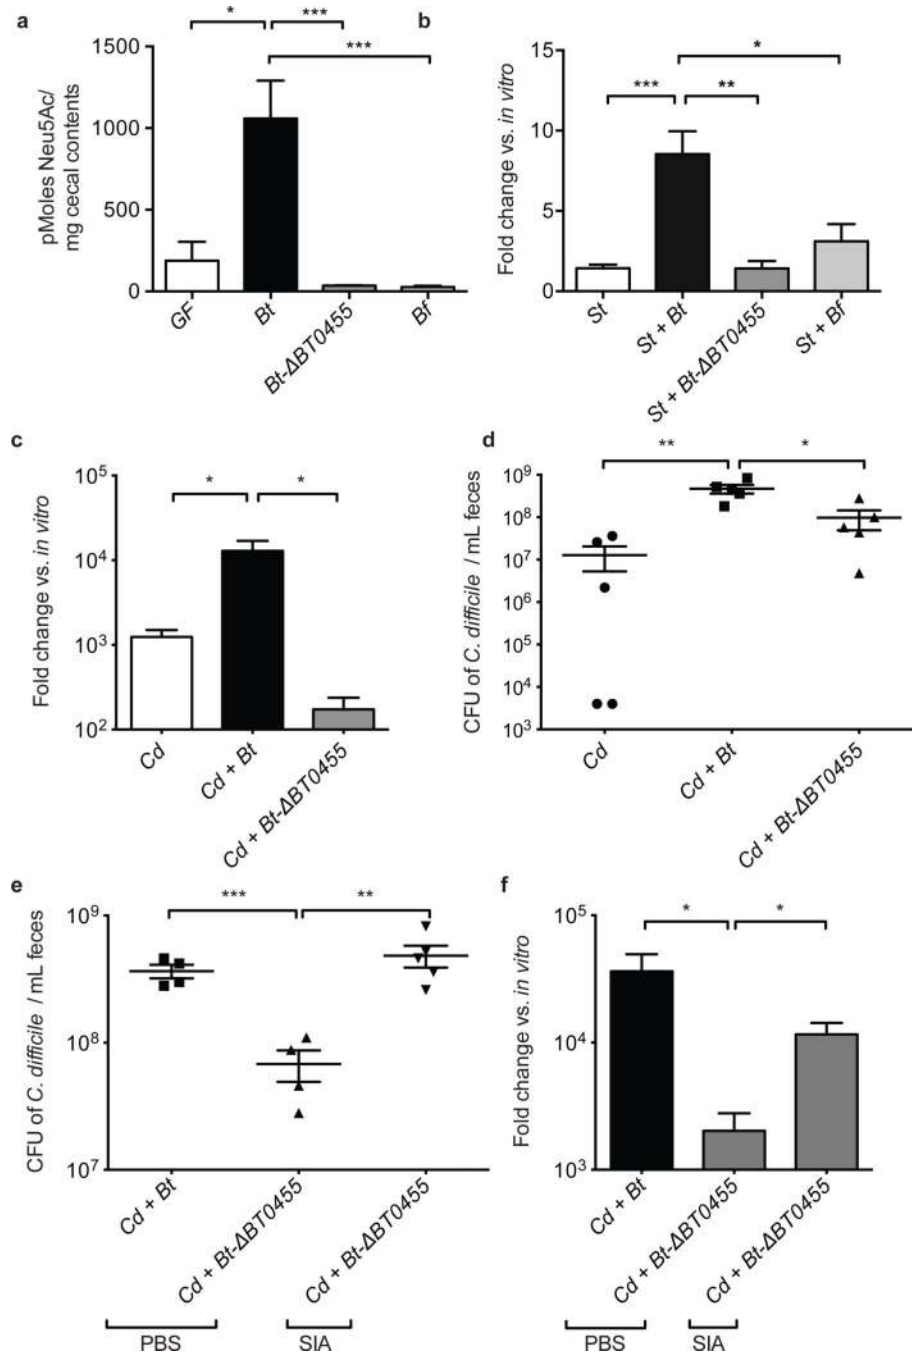 a
* ***
***
pMoles Neu5Ac/
mg cecal contents
1500
1000
500
0
GF
Bt
Bt-ΔBT0455
Bf
b
*
*** **
Fold change vs. in vitro
15
10
5
0
St
St + Bt
St + Bt-ΔBT0455
St + Bf
c
* *
Fold change vs. in vitro
10⁵
10⁴
10³
10²
Cd
Cd + Bt
Cd + Bt-ΔBT0455
d
** *
CFU of C. difficile / mL feces
10⁹
10⁸
10⁷
10⁶
10⁵
10⁴
10³
Cd
Cd + Bt
Cd + Bt-ΔBT0455
e
*** **
CFU of C. difficile / mL feces
10⁹
10⁸
10⁷
Cd + Bt
Cd + Bt-ΔBT0455
Cd + Bt-ΔBT0455
PBS SIA
f
* *
Fold change vs. in vitro
10⁵
10⁴
10³
Cd + Bt
Cd + Bt-ΔBT0455
Cd + Bt-ΔBT0455
PBS SIA